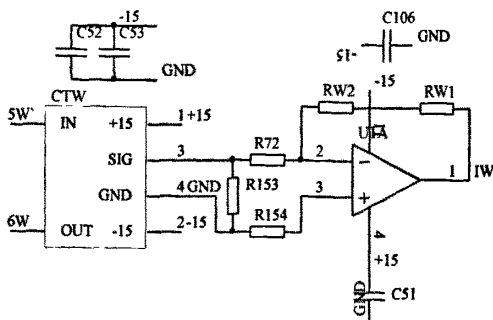 -15
C52
C53
GND
C106
GND
-15
CTW
5W`
IN
+15
1 +15
SIG
3
GND
4 GND
6W
OUT
-15
2 -15
R72
R153
R154
RW2
-15
RW1
2
3
1
IW
4
+15
GND
C51